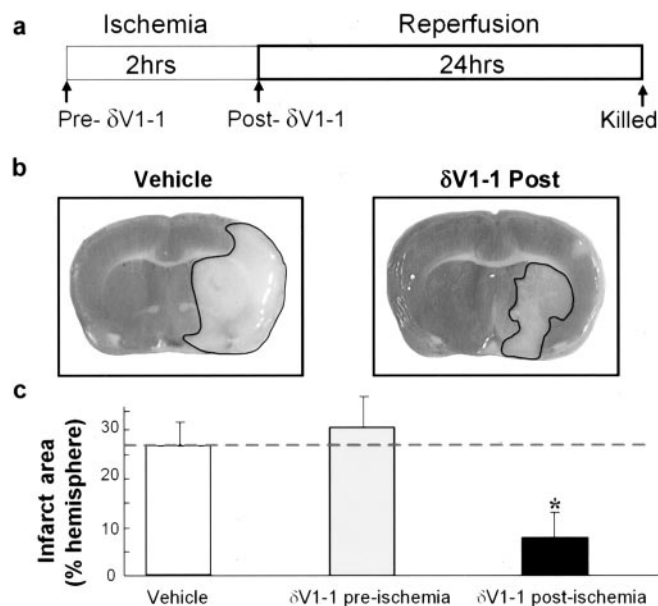 a
Ischemia Reperfusion
2hrs 24hrs
Pre- δV1-1 Post- δV1-1 Killed
b
Vehicle δV1-1 Post
c
Infarct area
(% hemisphere)
30
20
10
0
*
Vehicle δV1-1 pre-ischemia δV1-1 post-ischemia